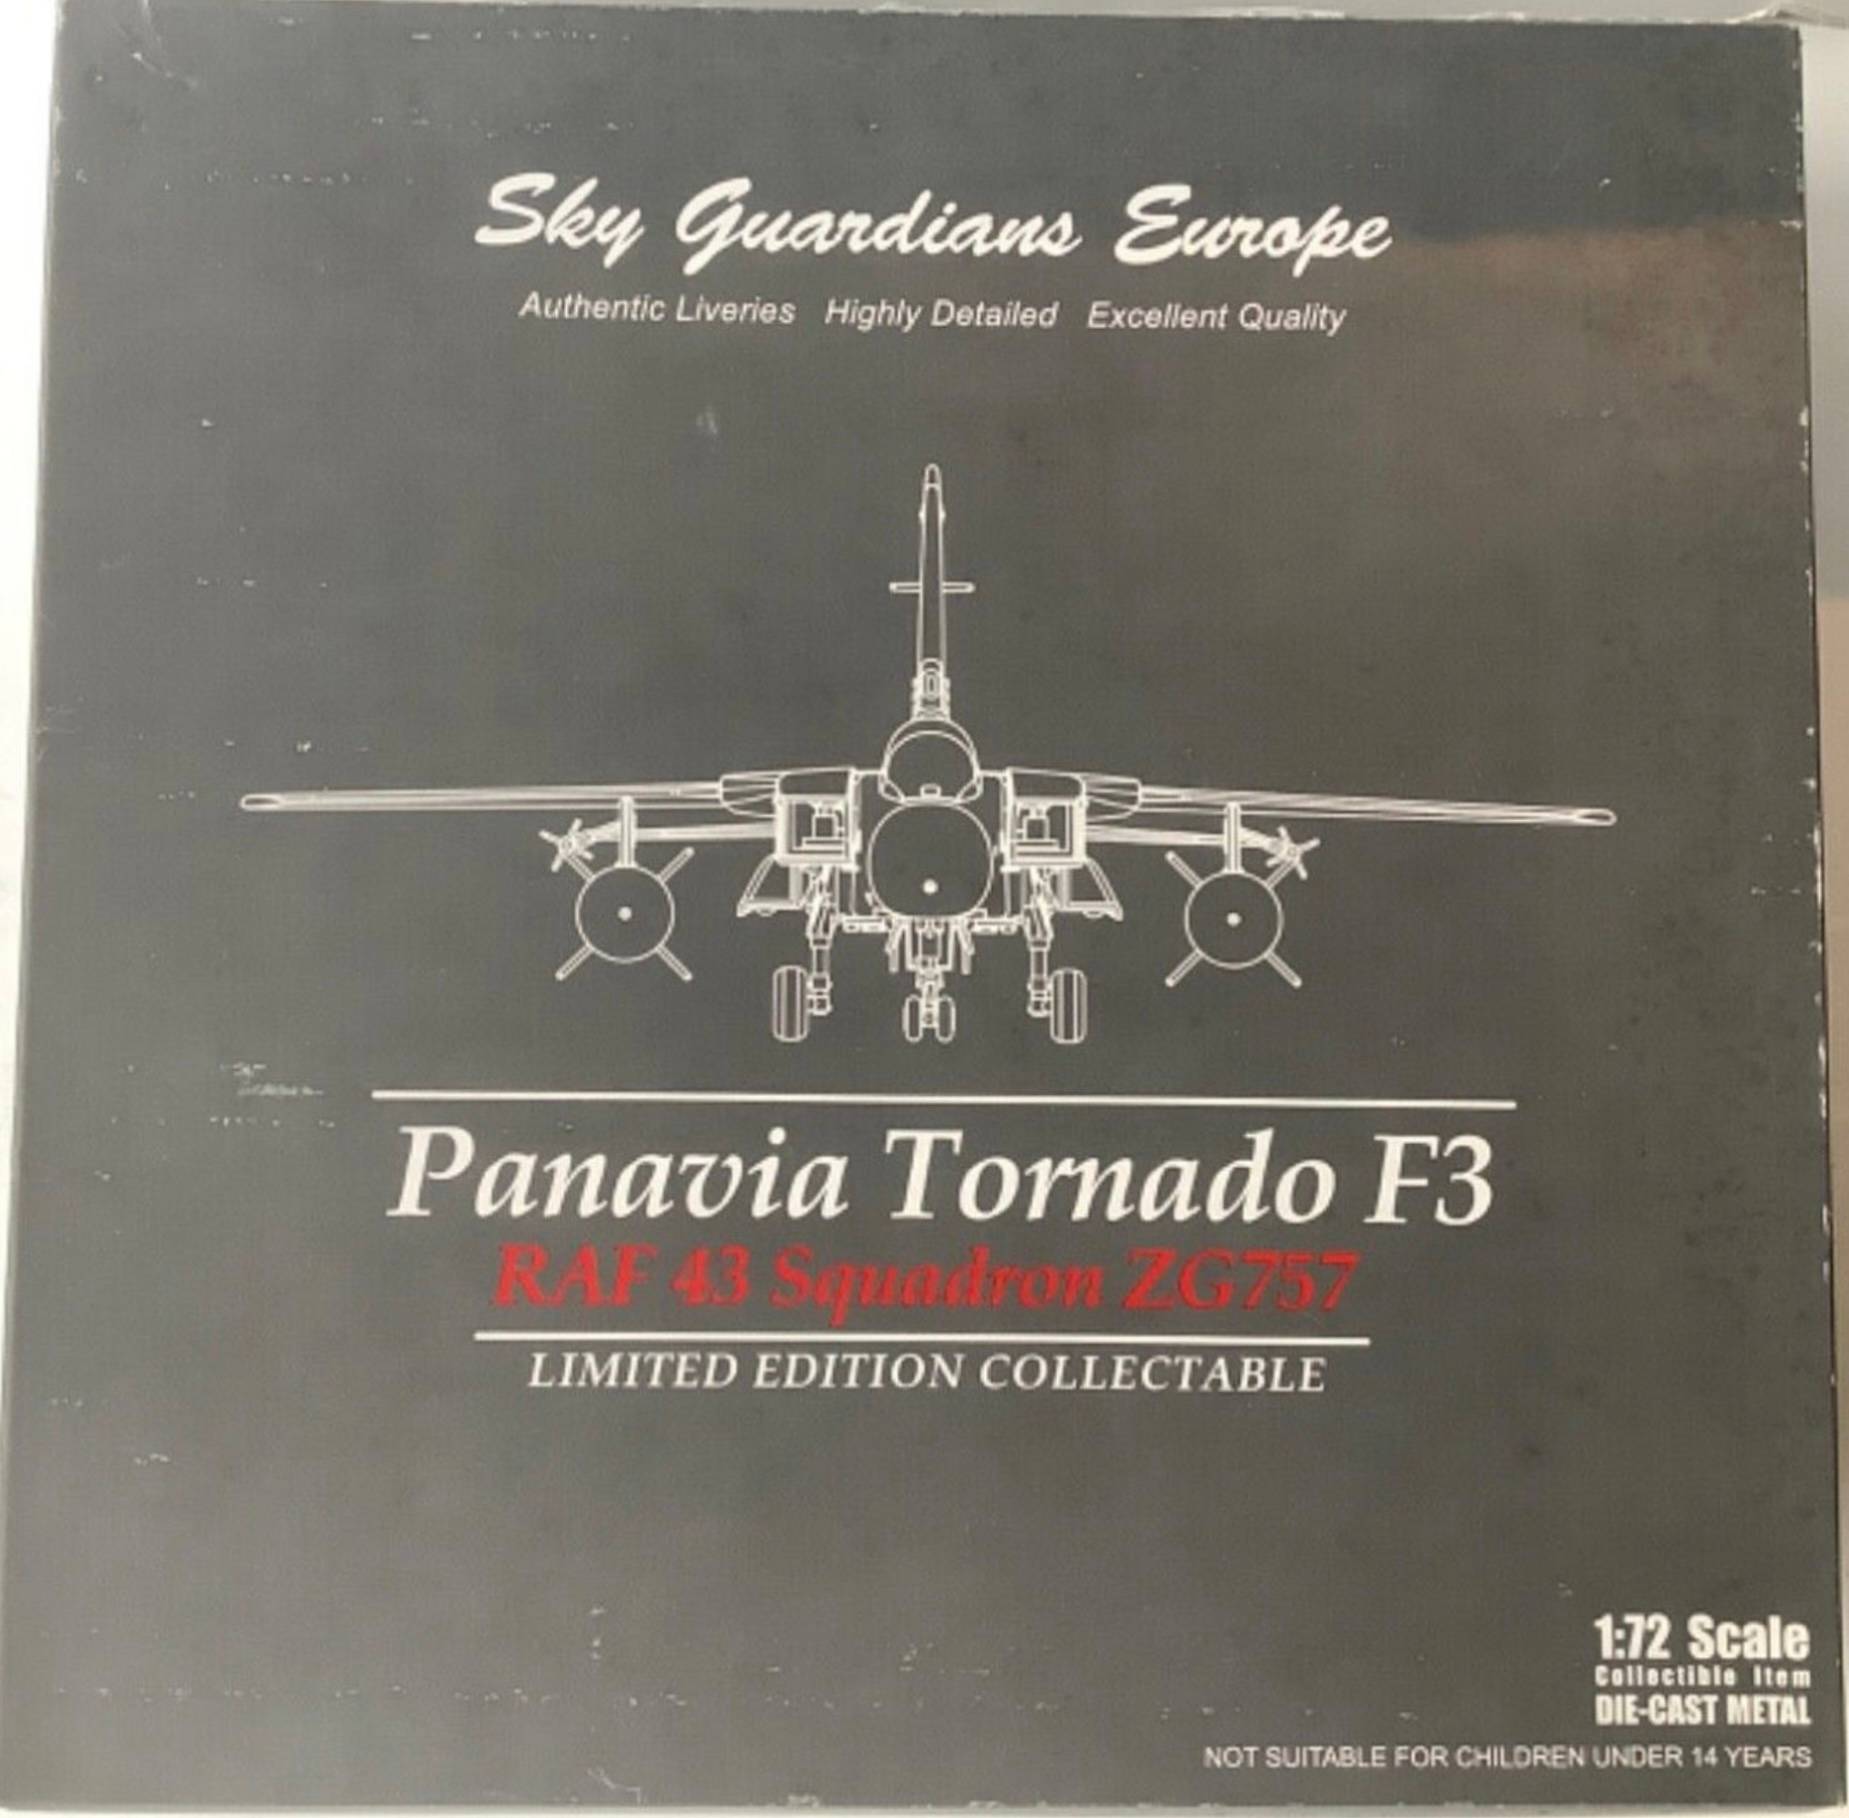 Sky Guardians Europe
Authentic Liveries Highly Detailed Excellent Quality
Panavia Tornado F3
RAF 43 Squadron ZG757
LIMITED EDITION COLLECTABLE
1:72 Scale
Collectible Item
DIE-CAST METAL
NOT SUITABLE FOR CHILDREN UNDER 14 YEARS